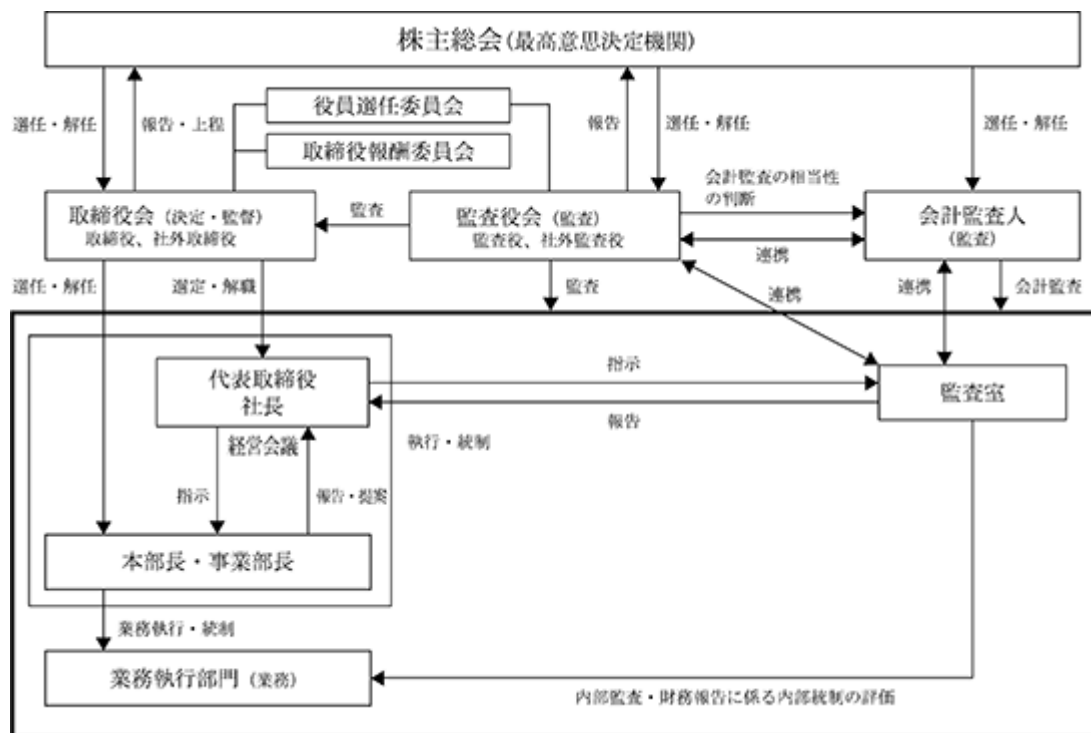 株主総会(最高意思決定機関)
役員選任委員会
選任・解任
報告・上程
報告
選任・解任
選任・解任
取締役報酬委員会
会計監査の相当性
の判断
取締役会(決定・監督)
取締役、社外取締役
監査
監査役会(監査)
監査役、社外監査役
会計監査人
(監査)
連携
選任・解任
選定・解職
監査
連携
連携
会計監査
代表取締役
社長
指示
監査室
報告
経営会議
執行・統制
指示
報告・提案
本部長・事業部長
業務執行・統制
業務執行部門(業務)
内部監査・財務報告に係る内部統制の評価